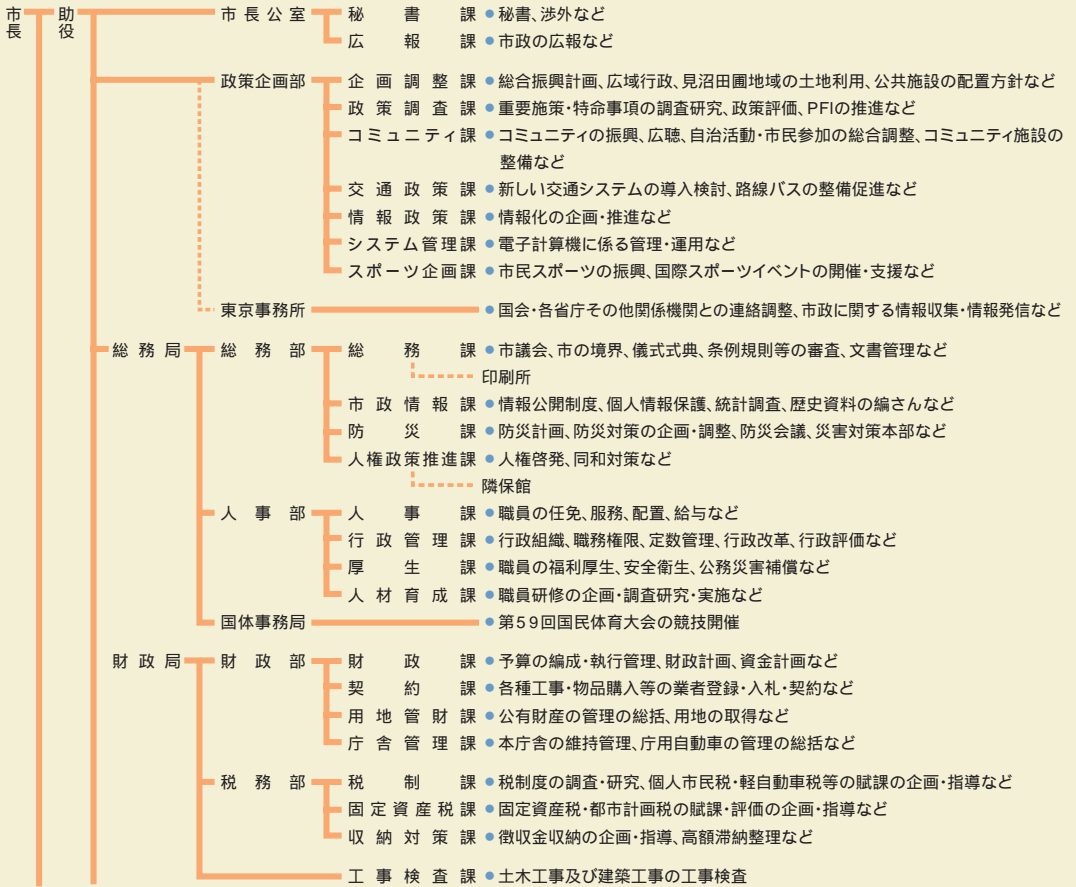 市長 助役 市長公室 秘書課 ●秘書、渉外など
広報課 ●市政の広報など
政策企画部 企画調整課 ●総合振興計画、広域行政、見沼田圃地域の土地利用、公共施設の配置方針など
政策調査課 ●重要施策・特命事項の調査研究、政策評価、PFIの推進など
コミュニティ課 ●コミュニティの振興、広聴、自治活動・市民参加の総合調整、コミュニティ施設の
整備など
交通政策課 ●新しい交通システムの導入検討、路線バスの整備促進など
情報政策課 ●情報化の企画・推進など
システム管理課 ●電子計算機に係る管理・運用など
スポーツ企画課 ●市民スポーツの振興、国際スポーツイベントの開催・支援など
東京事務所 ●国会・各省庁その他関係機関との連絡調整、市政に関する情報収集・情報発信など
総務局 総務部 総務課 ●市議会、市の境界、儀式式典、条例規則等の審査、文書管理など
印刷所
市政情報課 ●情報公開制度、個人情報保護、統計調査、歴史資料の編さんなど
防災課 ●防災計画、防災対策の企画・調整、防災会議、災害対策本部など
人権政策推進課 ●人権啓発、同和対策など
隣保館
人事部 人事課 ●職員の任免、服務、配置、給与など
行政管理課 ●行政組織、職務権限、定数管理、行政改革、行政評価など
厚生課 ●職員の福利厚生、安全衛生、公務災害補償など
人材育成課 ●職員研修の企画・調査研究・実施など
国体事務局 ●第59回国民体育大会の競技開催
財政局 財政部 財政課 ●予算の編成・執行管理、財政計画、資金計画など
契約課 ●各種工事・物品購入等の業者登録・入札・契約など
用地管財課 ●公有財産の管理の総括、用地の取得など
庁舎管理課 ●本庁舎の維持管理、庁用自動車の管理の総括など
税務部 税制課 ●税制度の調査・研究、個人市民税・軽自動車税等の賦課の企画・指導など
固定資産税課 ●固定資産税・都市計画税の賦課・評価の企画・指導など
収納対策課 ●徴収金収納の企画・指導、高額滞納整理など
工事検査課 ●土木工事及び建築工事の工事検査